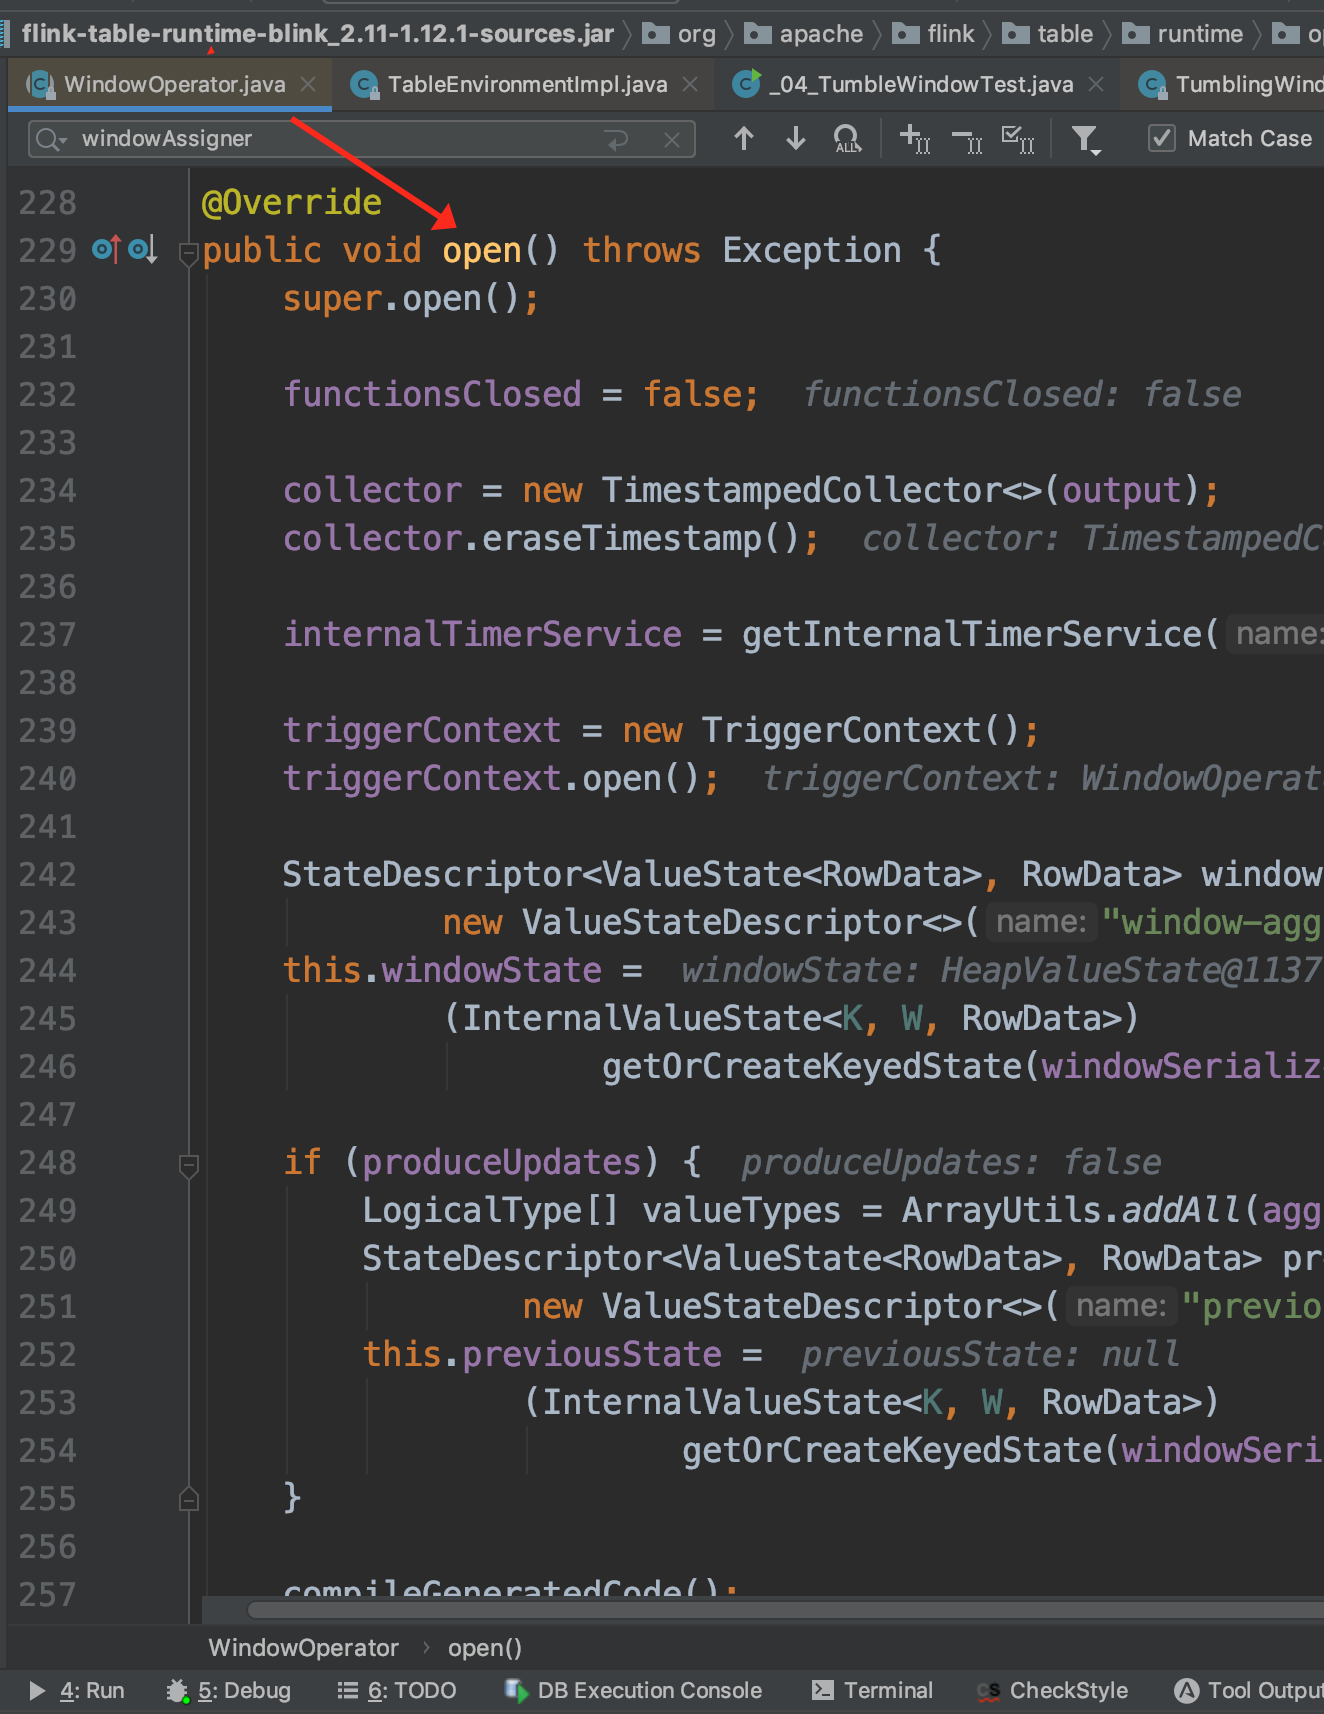 flink-table-runtime-blink_2.11-1.12.1-sources.jar org apache flink table runtime
WindowOperator.java TableEnvironmentImpl.java _04_TumbleWindowTest.java TumblingWind
windowAssigner ALL Match Case
228 @Override
229 public void open() throws Exception {
230 super.open();
231
232 functionsClosed = false; functionsClosed: false
233
234 collector = new TimestampedCollector<>(output);
235 collector.eraseTimestamp(); collector: TimestampedC
236
237 internalTimerService = getInternalTimerService( name:
238
239 triggerContext = new TriggerContext();
240 triggerContext.open(); triggerContext: WindowOperat
241
242 StateDescriptor<ValueState<RowData>, RowData> window
243 new ValueStateDescriptor<>( name: "window-agg
244 this.windowState = windowState: HeapValueState@1137
245 (InternalValueState<K, W, RowData>)
246 getOrCreateKeyedState(windowSerializ
247
248 if (produceUpdates) { produceUpdates: false
249 LogicalType[] valueTypes = ArrayUtils.addAll(agg
250 StateDescriptor<ValueState<RowData>, RowData> pr
251 new ValueStateDescriptor<>( name: "previo
252 this.previousState = previousState: null
253 (InternalValueState<K, W, RowData>)
254 getOrCreateKeyedState(windowSeri
255 }
256
257 compileGeneratedCode();
WindowOperator › open()
4: Run 5: Debug 6: TODO DB Execution Console Terminal CS CheckStyle Tool Output